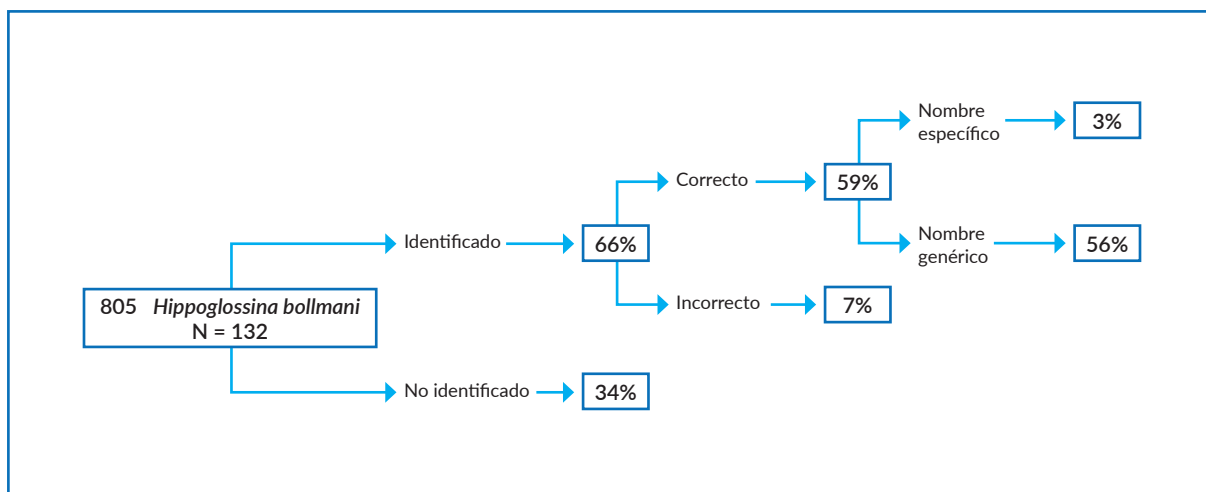 805 Hippoglossina bollmani
N = 132
Identificado
66%
Correcto
59%
Nombre
específico
3%
Nombre
genérico
56%
Incorrecto
7%
No identificado
34%